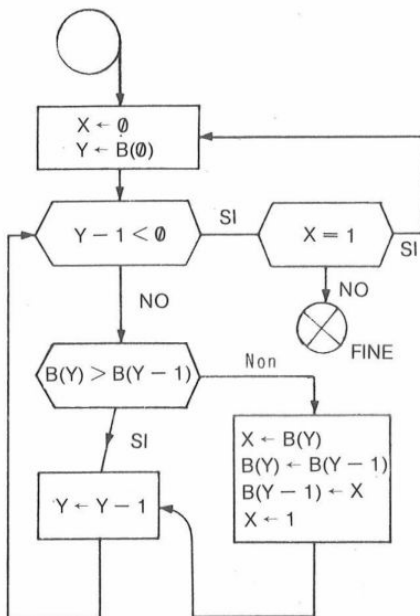 X ← 0
Y ← B(0)
Y – 1 < 0
SI
X = 1
SI
NO
NO
FINE
B(Y) > B(Y – 1)
Non
SI
X ← B(Y)
B(Y) ← B(Y – 1)
B(Y – 1) ← X
X ← 1
Y ← Y – 1